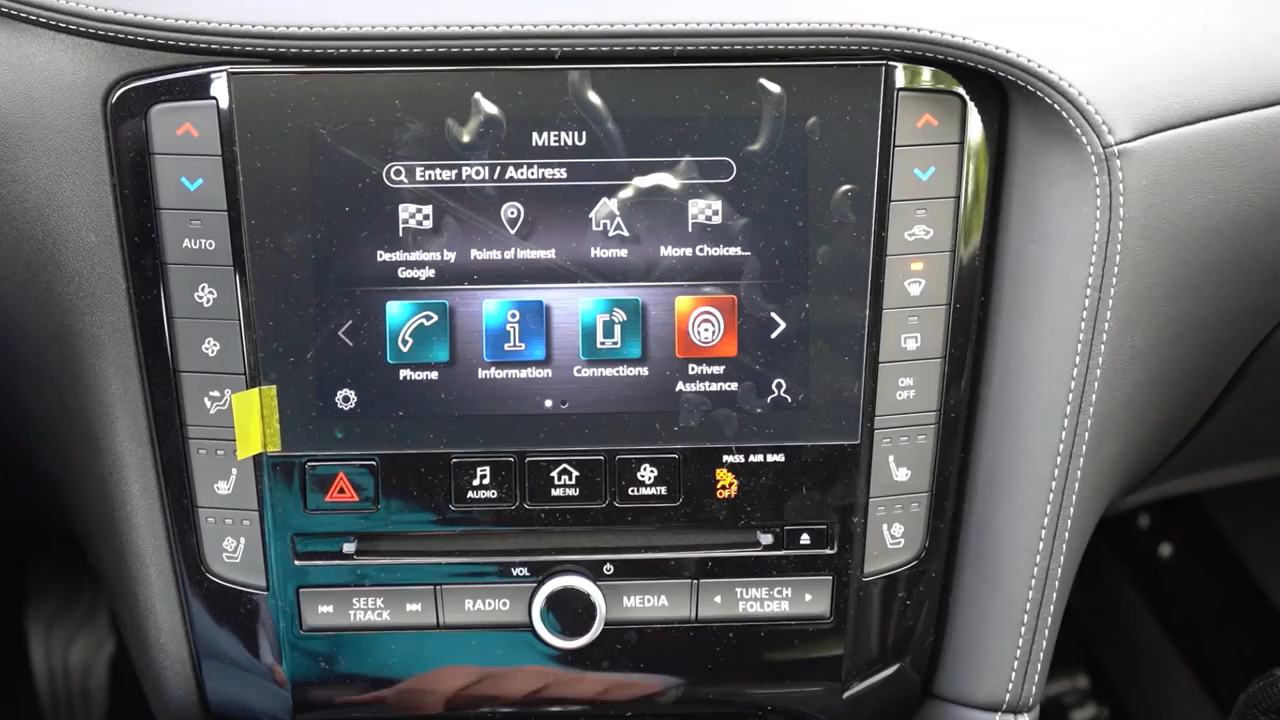 MENU
Enter POI / Address
Destinations by
Google
Points of Interest
Home
More Choices...
Phone
Information
Connections
Driver
Assistance
AUTO
ON
OFF
PASS AIR BAG
2
OFF
AUDIO
MENU
CLIMATE
VOL
SEEK
TRACK
RADIO
MEDIA
TUNE·CH
FOLDER